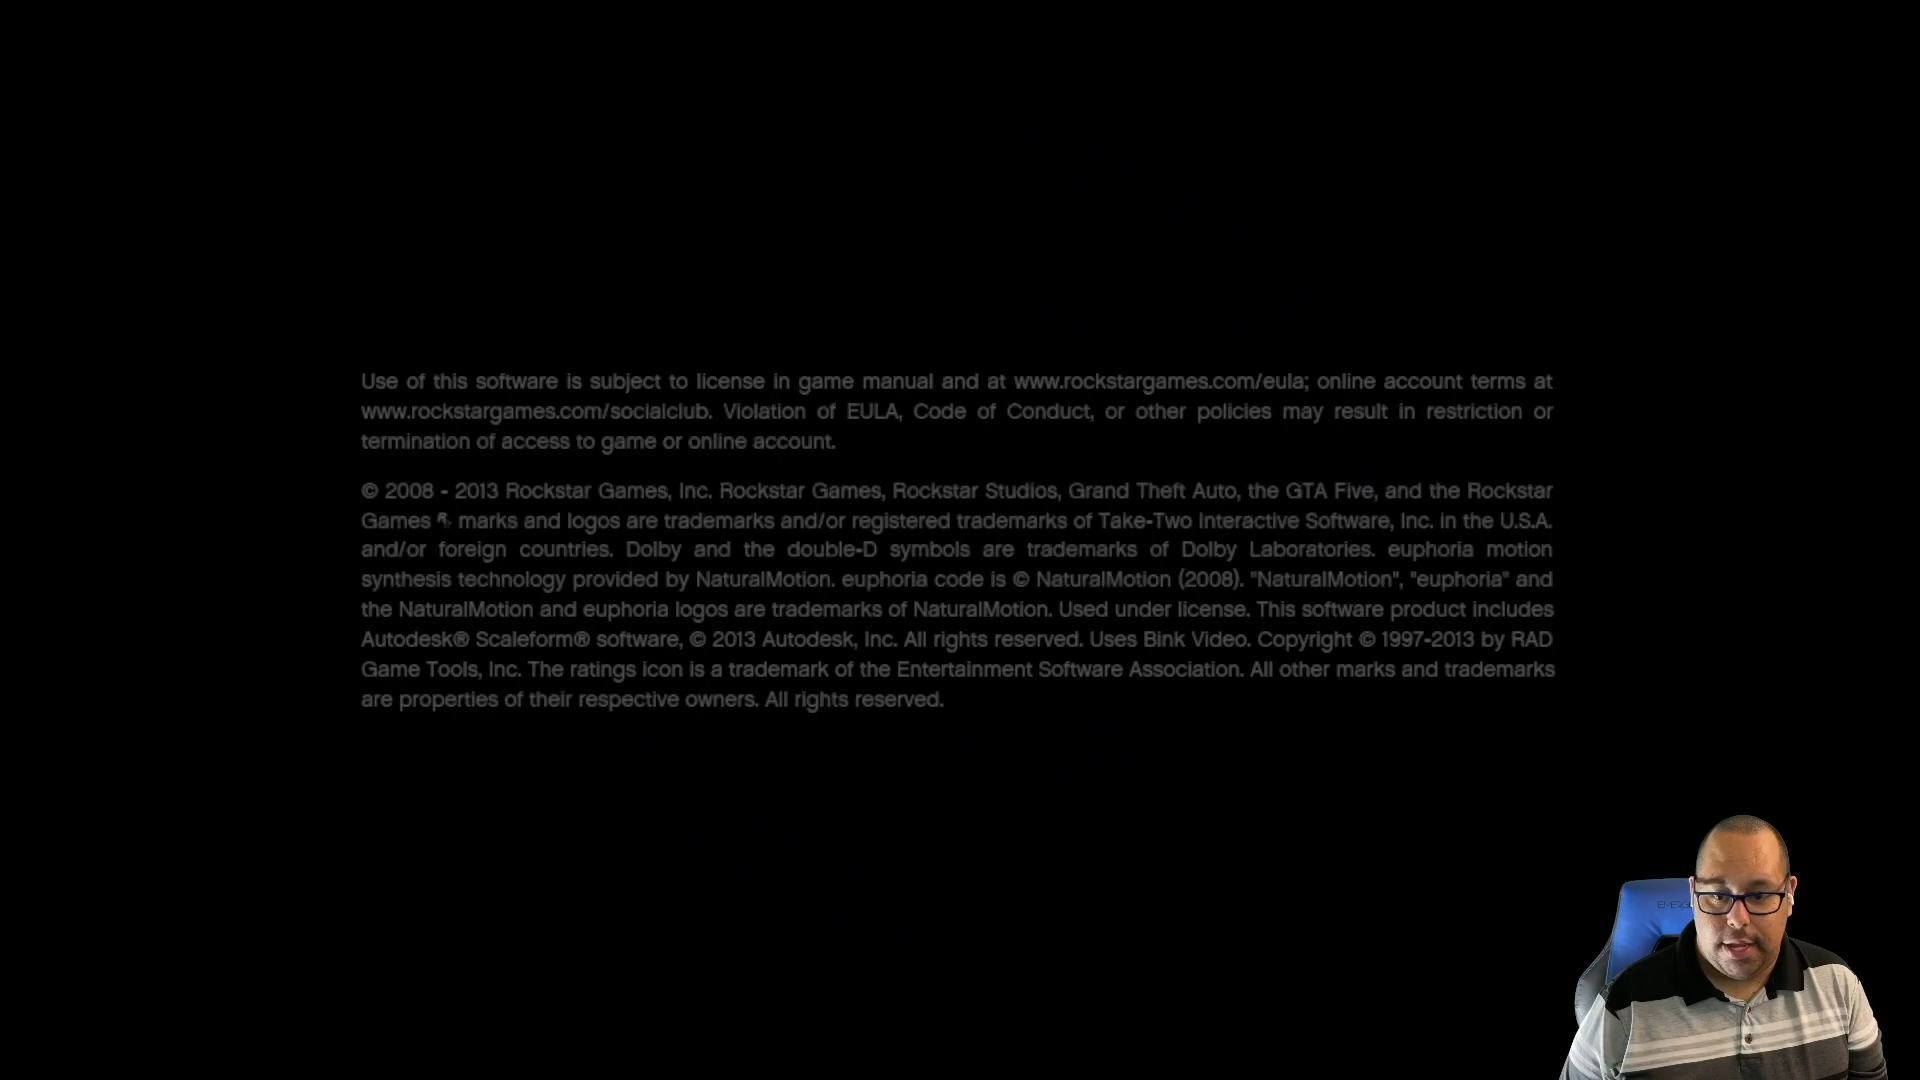 Use of this software is subject to license in game manual and at www.rockstargames.com/eula; online account terms at
www.rockstargames.com/socialclub. Violation of EULA, Code of Conduct, or other policies may result in restriction or
termination of access to game or online account.
© 2008 - 2013 Rockstar Games, Inc. Rockstar Games, Rockstar Studios, Grand Theft Auto, the GTA Five, and the Rockstar
Games R marks and logos are trademarks and/or registered trademarks of Take-Two Interactive Software, Inc. in the U.S.A.
and/or foreign countries. Dolby and the double-D symbols are trademarks of Dolby Laboratories. euphoria motion
synthesis technology provided by NaturalMotion. euphoria code is © NaturalMotion (2008). "NaturalMotion", "euphoria" and
the NaturalMotion and euphoria logos are trademarks of NaturalMotion. Used under license. This software product includes
Autodesk® Scaleform® software, © 2013 Autodesk, Inc. All rights reserved. Uses Bink Video. Copyright © 1997-2013 by RAD
Game Tools, Inc. The ratings icon is a trademark of the Entertainment Software Association. All other marks and trademarks
are properties of their respective owners. All rights reserved.